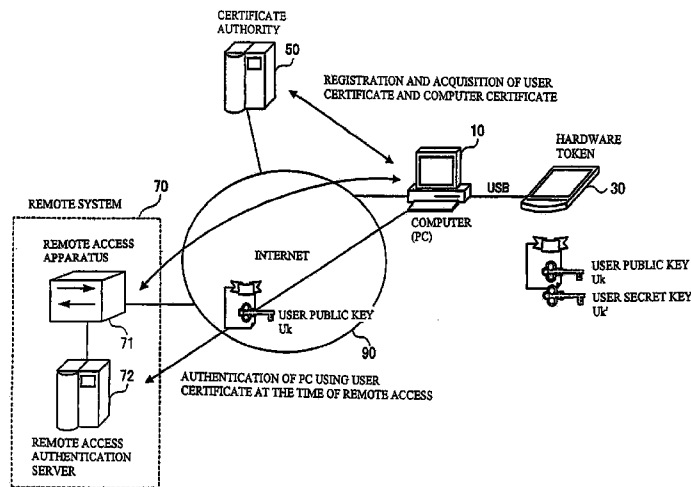 CERTIFICATE
AUTHORITY
50
REGISTRATION AND ACQUISITION OF USER
CERTIFICATE AND COMPUTER CERTIFICATE
10
HARDWARE
TOKEN
USB
30
COMPUTER
(PC)
REMOTE SYSTEM
70
REMOTE ACCESS
APPARATUS
INTERNET
USER PUBLIC KEY
Uk
USER SECRET KEY
Uk'
USER PUBLIC KEY
Uk
71
90
72
AUTHENTICATION OF PC USING USER
CERTIFICATE AT THE TIME OF REMOTE ACCESS
REMOTE ACCESS
AUTHENTICATION
SERVER